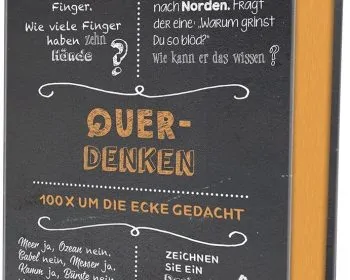 Finger.
Wie viele Finger
haben zehn
Hände
?
nach Norden. Fragt
der eine: „Warum grinst
Du so blöd?"
Wie kann er das wissen ?
QUER-
DENKEN
100 X UM DIE ECKE GEDACHT
Meer ja, Ozean nein,
Gabel nein, Messer ja,
Kamm ja, Bürste nein
ZEICHNEN
SIE EIN